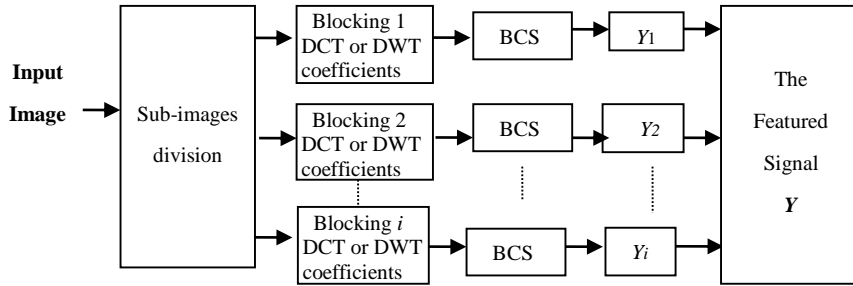 Input
Image
Sub-images
division
Blocking 1
DCT or DWT
coefficients
BCS
Y1
Blocking 2
DCT or DWT
coefficients
BCS
Y2
Blocking i
DCT or DWT
coefficients
BCS
Yi
The
Featured
Signal
Y